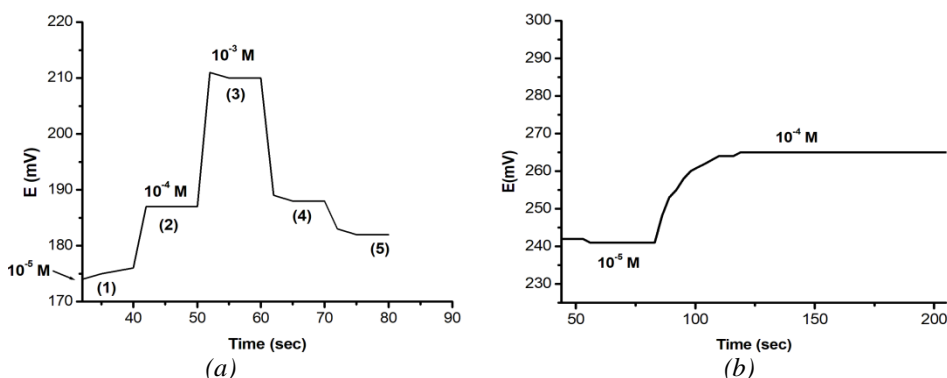 220
210
200
190
180
170
E (mV)
10⁻³ M
(3)
10⁻⁴ M
(2)
(4)
(5)
10⁻⁵ M
(1)
40 50 60 70 80 90
Time (sec)
(a)
300
290
280
270
260
250
240
230
E(mV)
10⁻⁴ M
10⁻⁵ M
50 100 150 200
Time (sec)
(b)